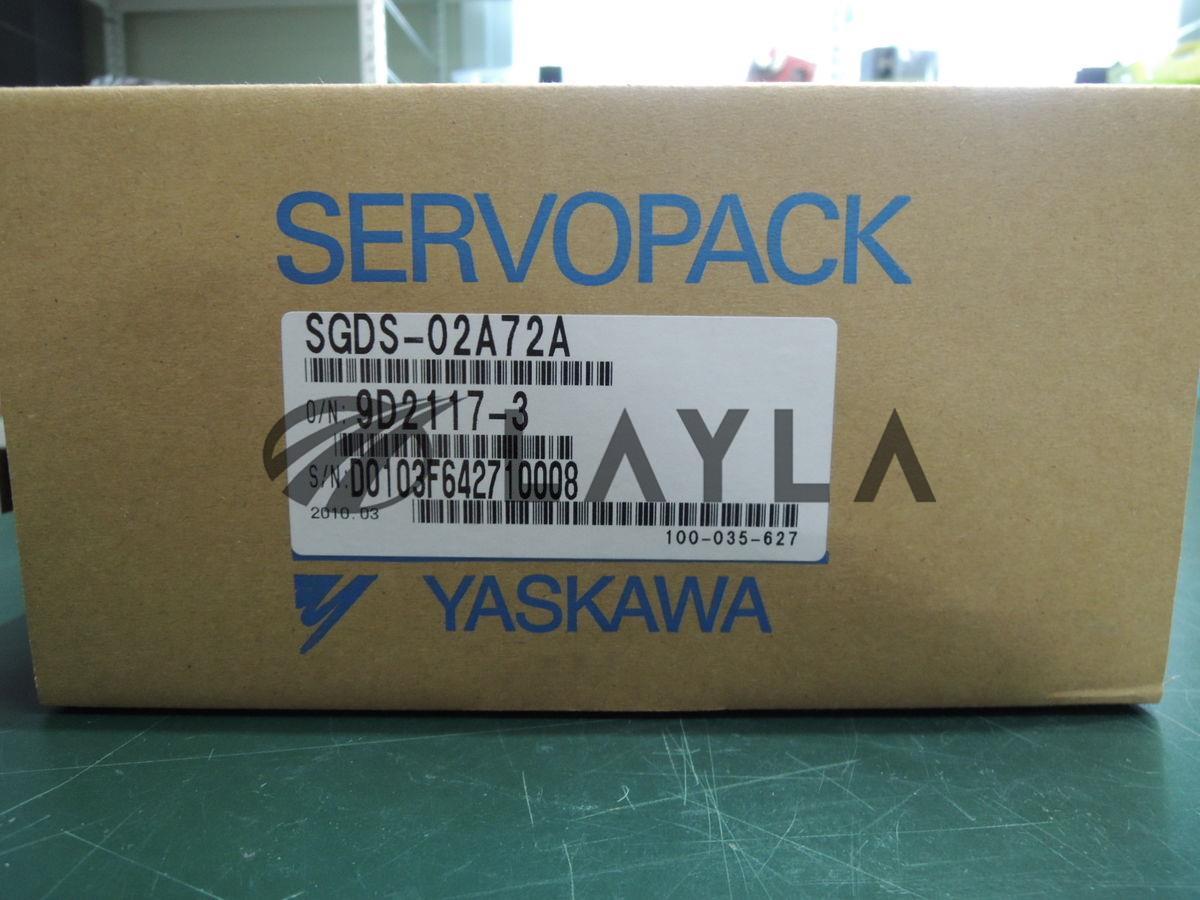 SERVOPACK
SGDS-02A72A
O/N: 9D2117-3
S/N: D0103F642710008
2010.03
100-035-627
LAYLA
YASKAWA